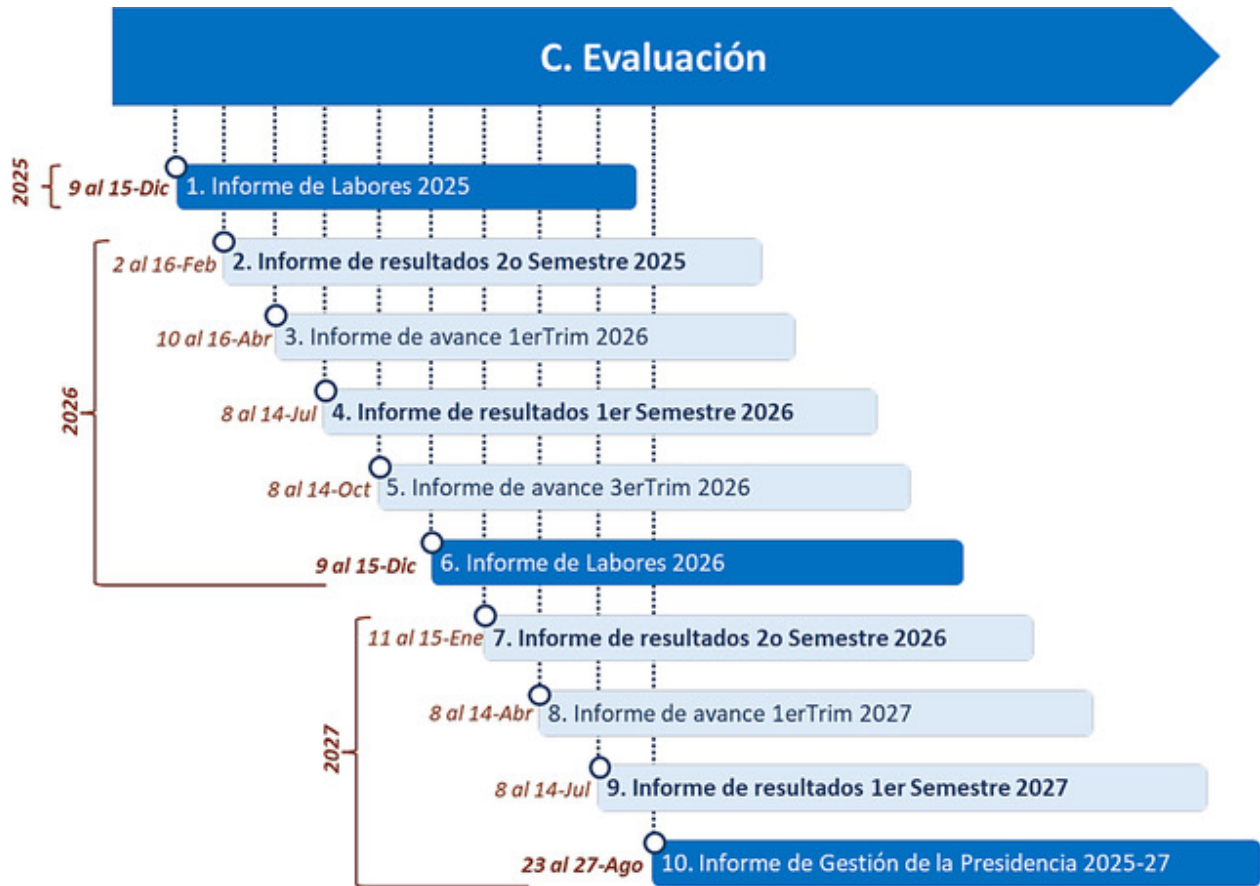 C. Evaluación
2025
9 al 15-Dic
1. Informe de Labores 2025
2026
2 al 16-Feb
2. Informe de resultados 2o Semestre 2025
10 al 16-Abr
3. Informe de avance 1erTrim 2026
8 al 14-Jul
4. Informe de resultados 1er Semestre 2026
8 al 14-Oct
5. Informe de avance 3erTrim 2026
9 al 15-Dic
6. Informe de Labores 2026
2027
11 al 15-Ene
7. Informe de resultados 2o Semestre 2026
8 al 14-Abr
8. Informe de avance 1erTrim 2027
8 al 14-Jul
9. Informe de resultados 1er Semestre 2027
23 al 27-Ago
10. Informe de Gestión de la Presidencia 2025-27